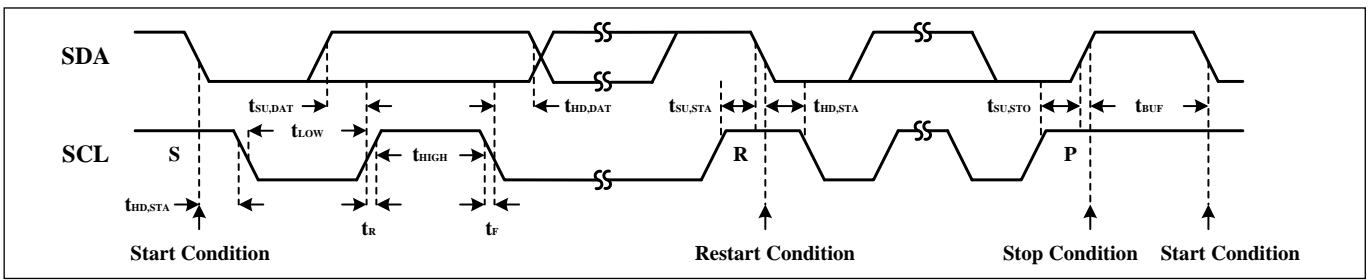 SDA
tSU,DAT
tHD,DAT
tSU,STA
tHD,STA
tSU,STO
tBUF
tLOW
SCL
S
tHIGH
R
P
tHD,STA
tR
tF
Start Condition
Restart Condition
Stop Condition
Start Condition